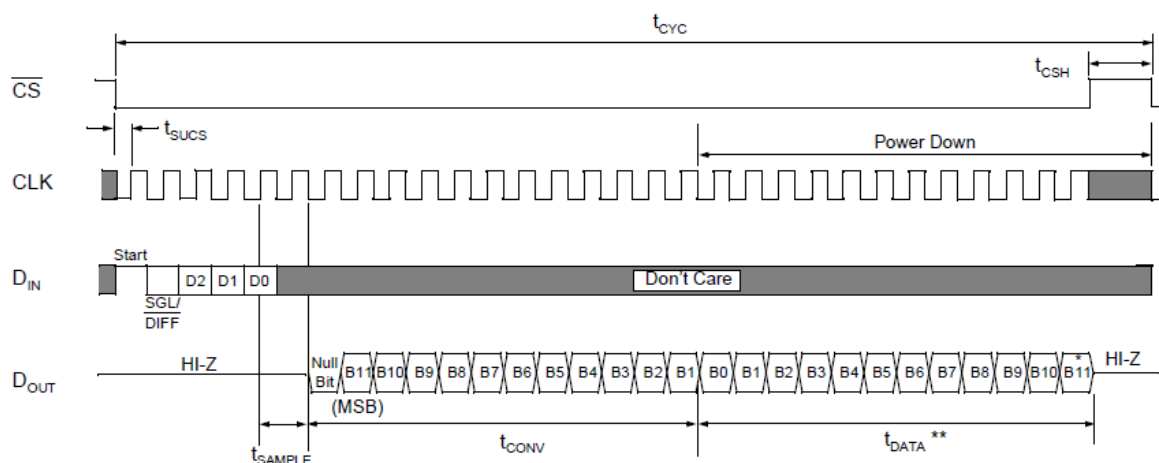 tCYC
tCSH
CS
tSUCS
Power Down
CLK
Start
D2 D1 D0
DIN
Don't Care
SGL/
DIFF
HI-Z
Null
Bit
B11 B10 B9 B8 B7 B6 B5 B4 B3 B2 B1 B0 B1 B2 B3 B4 B5 B6 B7 B8 B9 B10 B11
*
HI-Z
DOUT
(MSB)
tSAMPLE
tCONV
tDATA **